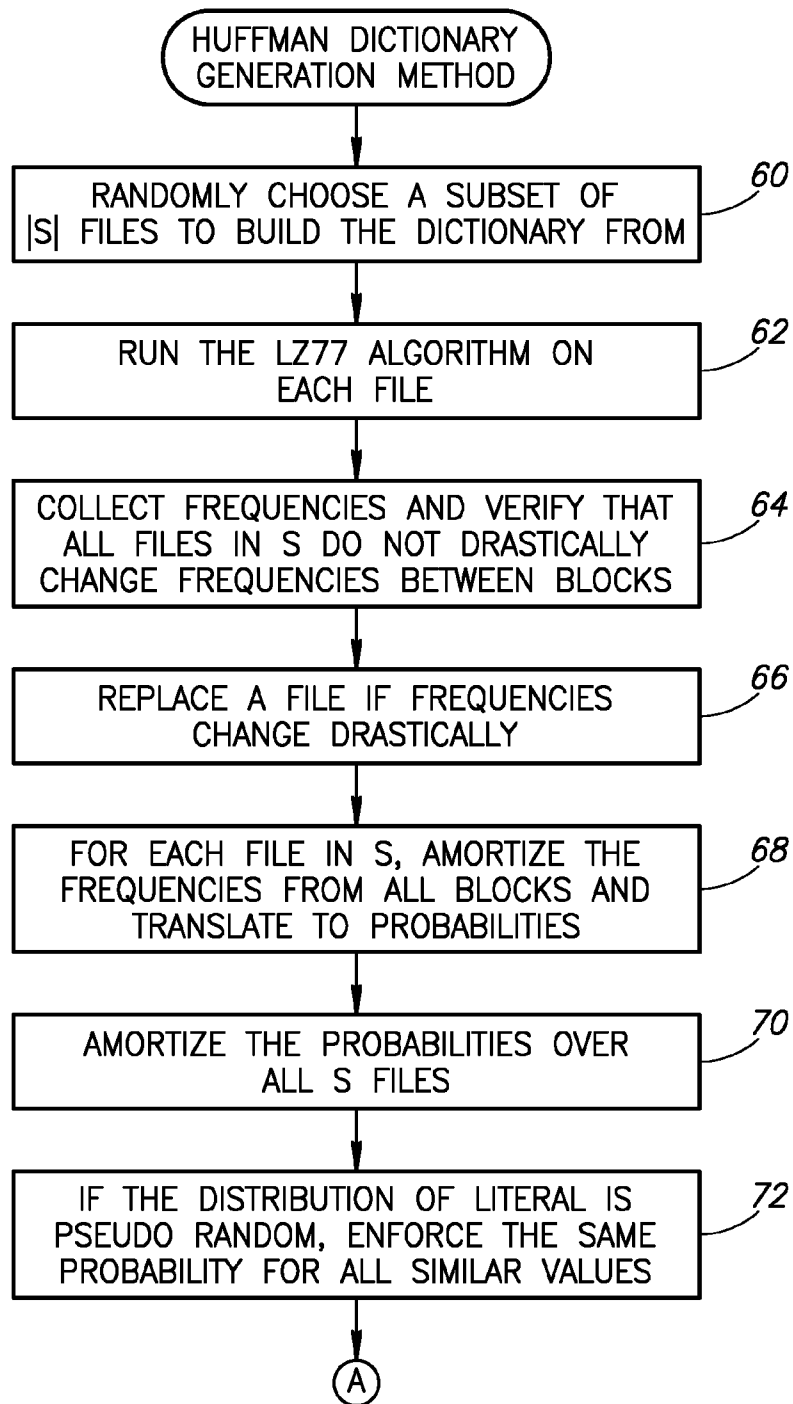 HUFFMAN DICTIONARY
GENERATION METHOD
60
RANDOMLY CHOOSE A SUBSET OF
|S| FILES TO BUILD THE DICTIONARY FROM
62
RUN THE LZ77 ALGORITHM ON
EACH FILE
64
COLLECT FREQUENCIES AND VERIFY THAT
ALL FILES IN S DO NOT DRASTICALLY
CHANGE FREQUENCIES BETWEEN BLOCKS
66
REPLACE A FILE IF FREQUENCIES
CHANGE DRASTICALLY
68
FOR EACH FILE IN S, AMORTIZE THE
FREQUENCIES FROM ALL BLOCKS AND
TRANSLATE TO PROBABILITIES
70
AMORTIZE THE PROBABILITIES OVER
ALL S FILES
72
IF THE DISTRIBUTION OF LITERAL IS
PSEUDO RANDOM, ENFORCE THE SAME
PROBABILITY FOR ALL SIMILAR VALUES
A